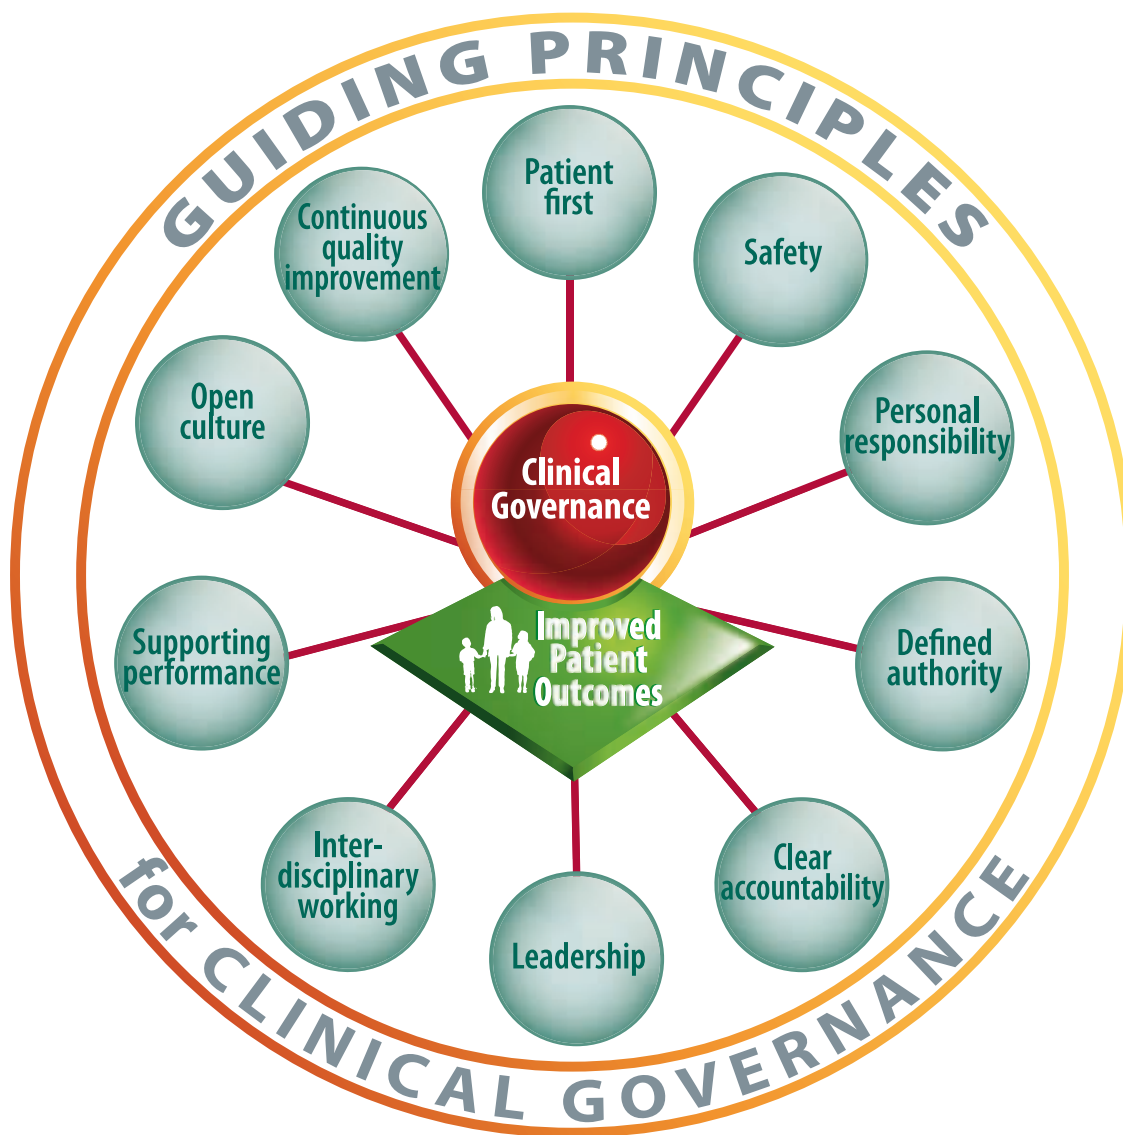 GUIDING PRINCIPLES
Patient
first
Safety
Personal
responsibility
Defined
authority
Clear
accountability
Leadership
Inter-
disciplinary
working
Supporting
performance
Open
culture
Continuous
quality
improvement
Clinical
Governance
Improved
Patient
Outcomes
for CLINICAL GOVERNANCE